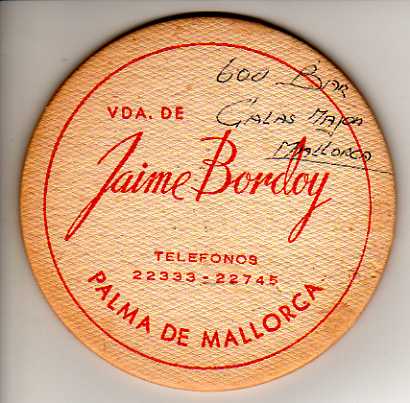 600 BAR
CALAS MAJOR
MALLORCA
VDA. DE
Jaime Bordoy
TELEFONOS
22333-22745
PALMA DE MALLORCA